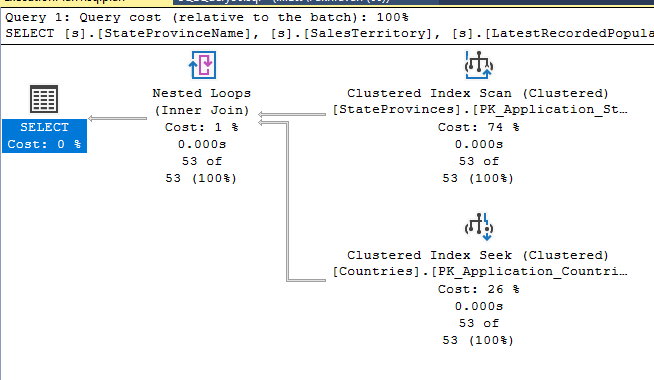 Query 1: Query cost (relative to the batch): 100%
SELECT [s].[StateProvinceName], [s].[SalesTerritory], [s].[LatestRecordedPopula
Nested Loops
(Inner Join)
Cost: 1 %
0.000s
53 of
53 (100%)
Clustered Index Scan (Clustered)
[StateProvinces].[PK_Application_St…
Cost: 74 %
0.000s
53 of
53 (100%)
SELECT
Cost: 0 %
Clustered Index Seek (Clustered)
[Countries].[PK_Application_Countri…
Cost: 26 %
0.000s
53 of
53 (100%)